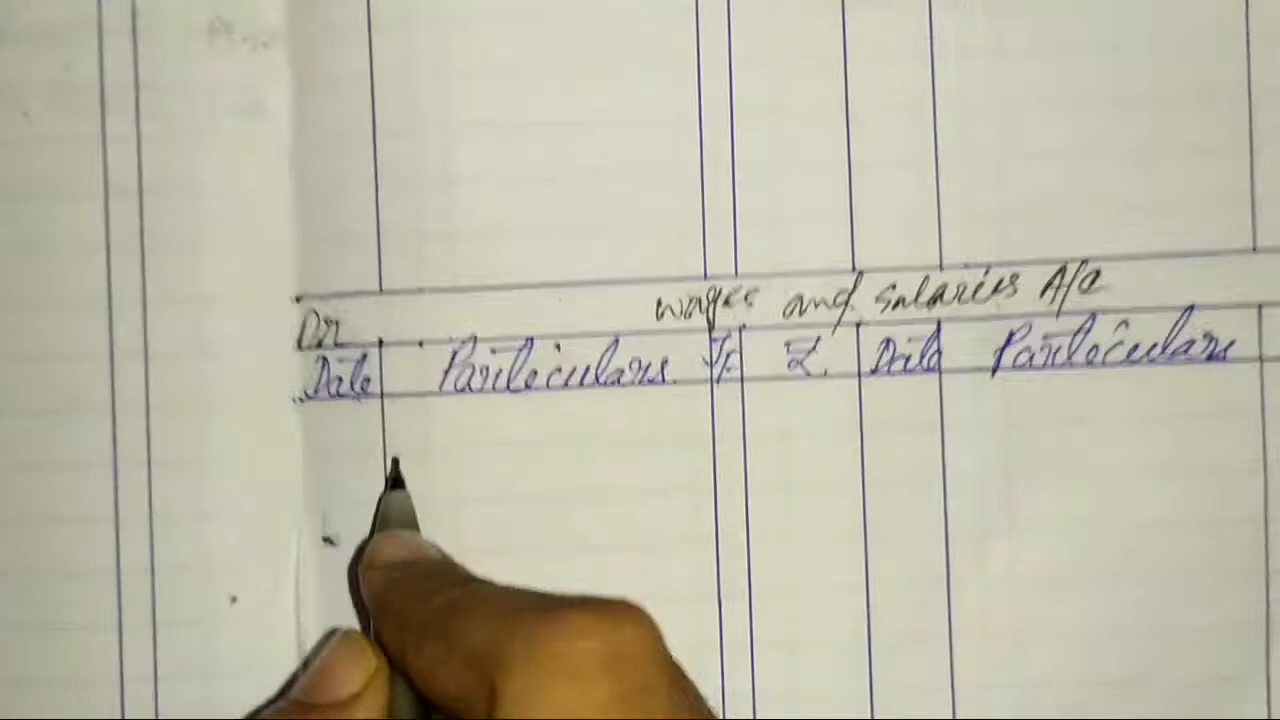 wages and salaries A/c
Dr
Date Particulars F. ₹. Date Particulars